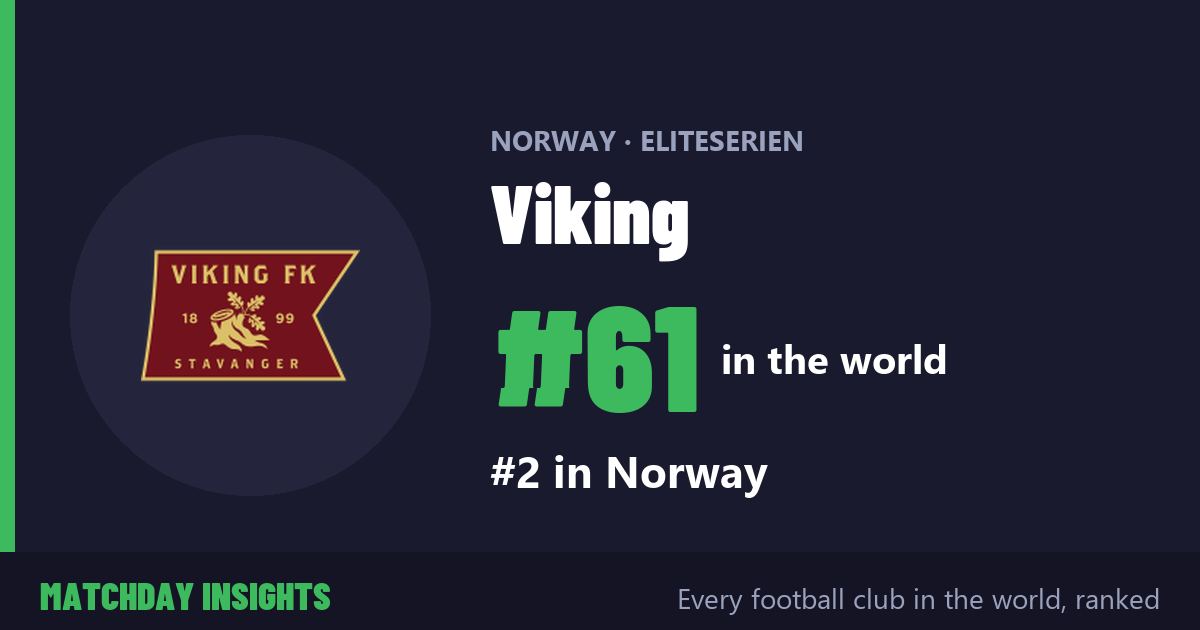 NORWAY · ELITESERIEN
Viking
#61 in the world
#2 in Norway
VIKING FK
18 99
STAVANGER
MATCHDAY INSIGHTS
Every football club in the world, ranked